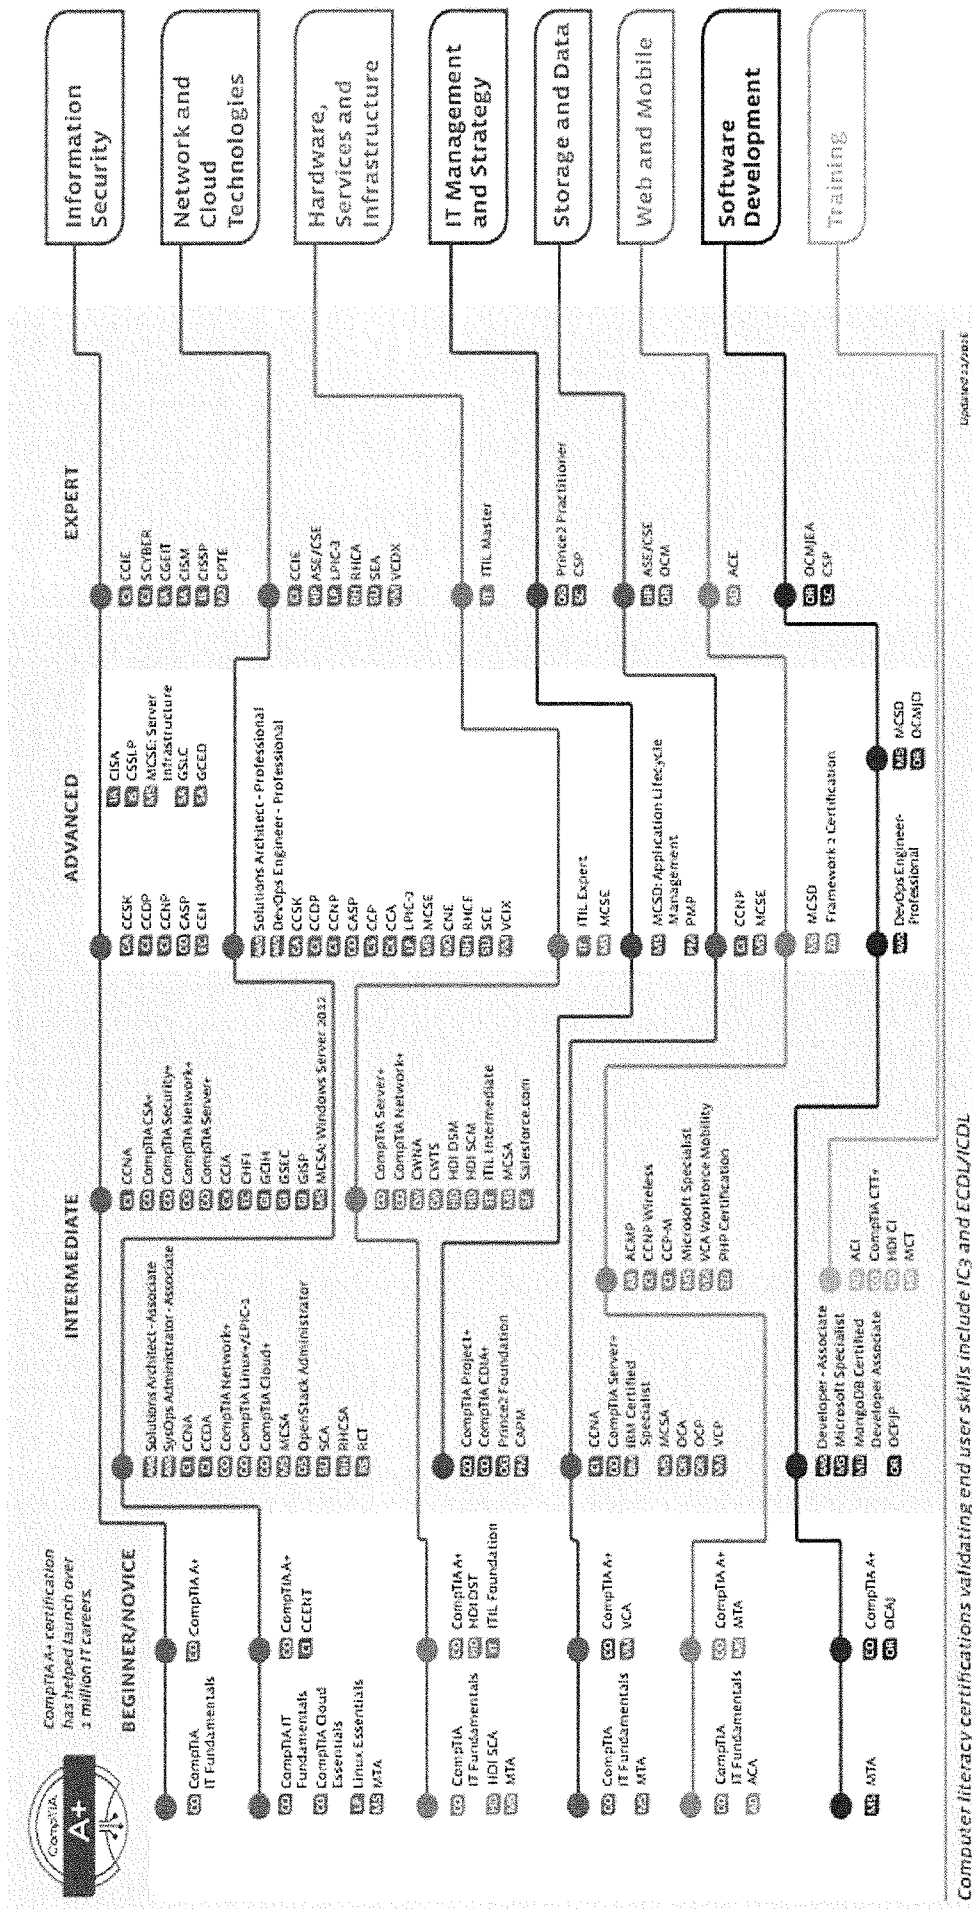 CompTIA
A+
CompTIA A+ certification
has helped launch over
1 million IT careers.
BEGINNER/NOVICE
INTERMEDIATE
ADVANCED
EXPERT
CompTIA
IT Fundamentals
CompTIA A+
CCNA
CompTIA CSA+
CompTIA Security+
CompTIA Network+
CompTIA Server+
CCIA
CHFI
GCIH
GSEC
GISP
MCSA: Windows Server 2012
CCSK
CCDP
CCNP
CASP
CEH
CISA
CSSLP
MCSE: Server
Infrastructure
GSLC
GCED
CCIE
SCYBER
CGEIT
CISM
CISSP
CPTE
Information
Security
CompTIA IT
Fundamentals
CompTIA Cloud
Essentials
Linux Essentials
MTA
CompTIA A+
CCENT
Solutions Architect - Associate
SysOps Administrator - Associate
CCNA
CCDA
CompTIA Network+
CompTIA Linux+/LPIC-1
CompTIA Cloud+
MCSA
OpenStack Administrator
SCA
RHCSA
RCT
Solutions Architect - Professional
DevOps Engineer - Professional
CCSK
CCDP
CCNP
CASP
CCP
CCA
LPIC-2
MCSE
CNE
RHCE
SCE
VCIX
CCIE
ASE/CSE
LPIC-3
RHCA
SEA
VCDX
Network and
Cloud
Technologies
CompTIA
IT Fundamentals
HDI SCA
MTA
CompTIA A+
HDI DST
ITIL Foundation
CompTIA Server+
CompTIA Network+
CWNA
CWTS
HDI DSM
HDI SCM
ITIL Intermediate
MCSA
Salesforce.com
ITIL Expert
MCSE
ITIL Master
Hardware,
Services and
Infrastructure
CompTIA Project+
CompTIA CDIA+
Prince2 Foundation
CAPM
MCSD: Application Lifecycle
Management
PMP
Prince2 Practitioner
CSP
IT Management
and Strategy
CompTIA
IT Fundamentals
MTA
CompTIA A+
VCA
CCNA
CompTIA Server+
IBM Certified
Specialist
MCSA
OCA
OCP
VCP
CCNP
MCSE
ASE/CSE
OCM
Storage and Data
CompTIA
IT Fundamentals
ACA
CompTIA A+
MTA
ACMP
CCNP Wireless
CCP-M
Microsoft Specialist
VCA Workforce Mobility
PHP Certification
MCSD
Framework 2 Certification
ACE
Web and Mobile
MTA
CompTIA A+
OCAJ
Developer - Associate
Microsoft Specialist
MongoDB Certified
Developer Associate
OCPJP
DevOps Engineer-
Professional
MCSD
OCMJD
OCMJEA
CSP
Software
Development
ACI
CompTIA CTT+
HDI CI
MCT
Training
Computer literacy certifications validating end user skills include IC3 and ECDL/ICDL
Updated 12/2016